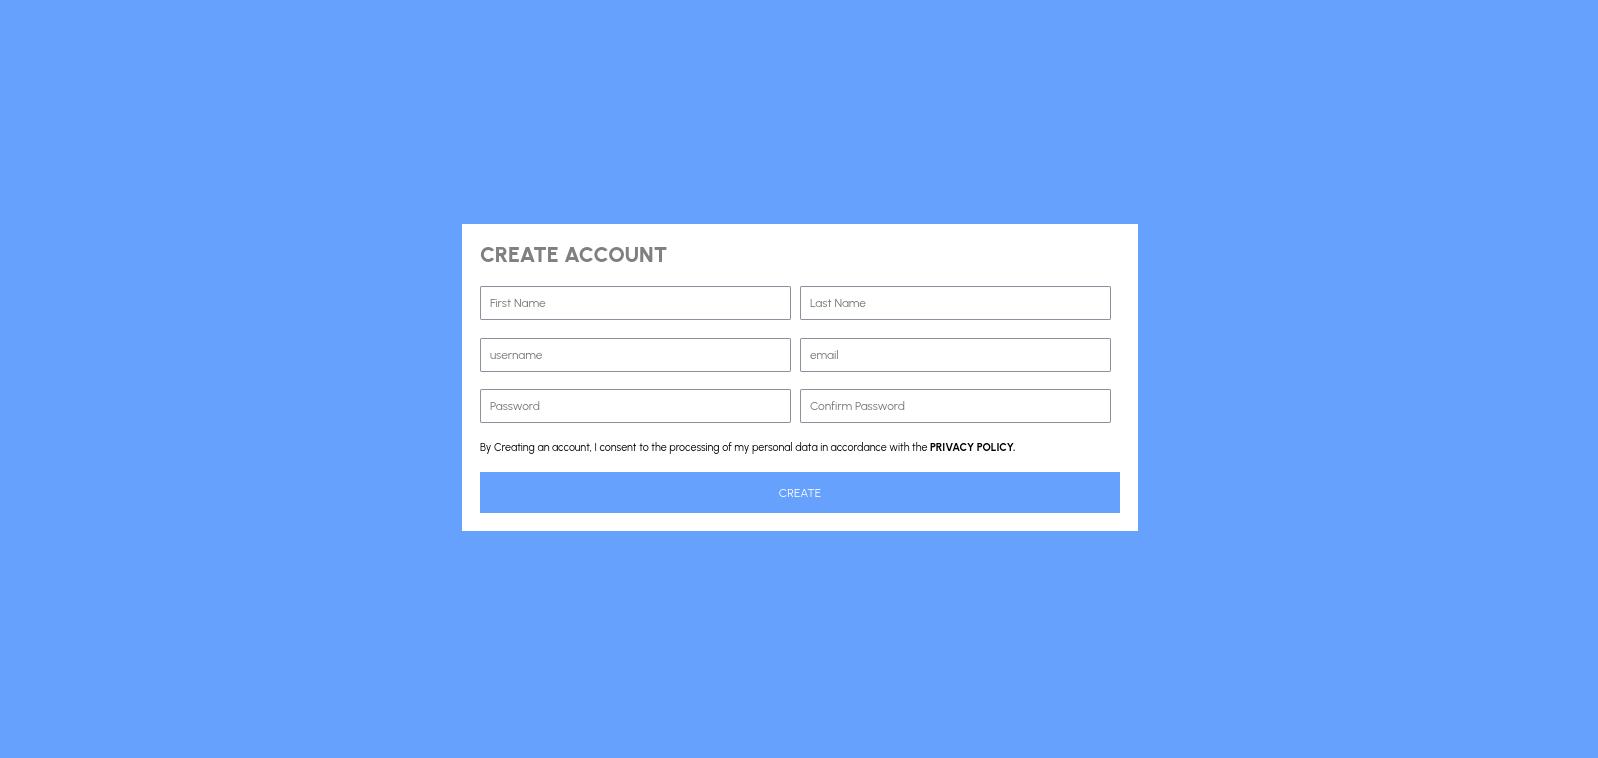 CREATE ACCOUNT
First Name
Last Name
username
email
Password
Confirm Password
By Creating an account, I consent to the processing of my personal data in accordance with the PRIVACY POLICY.
CREATE